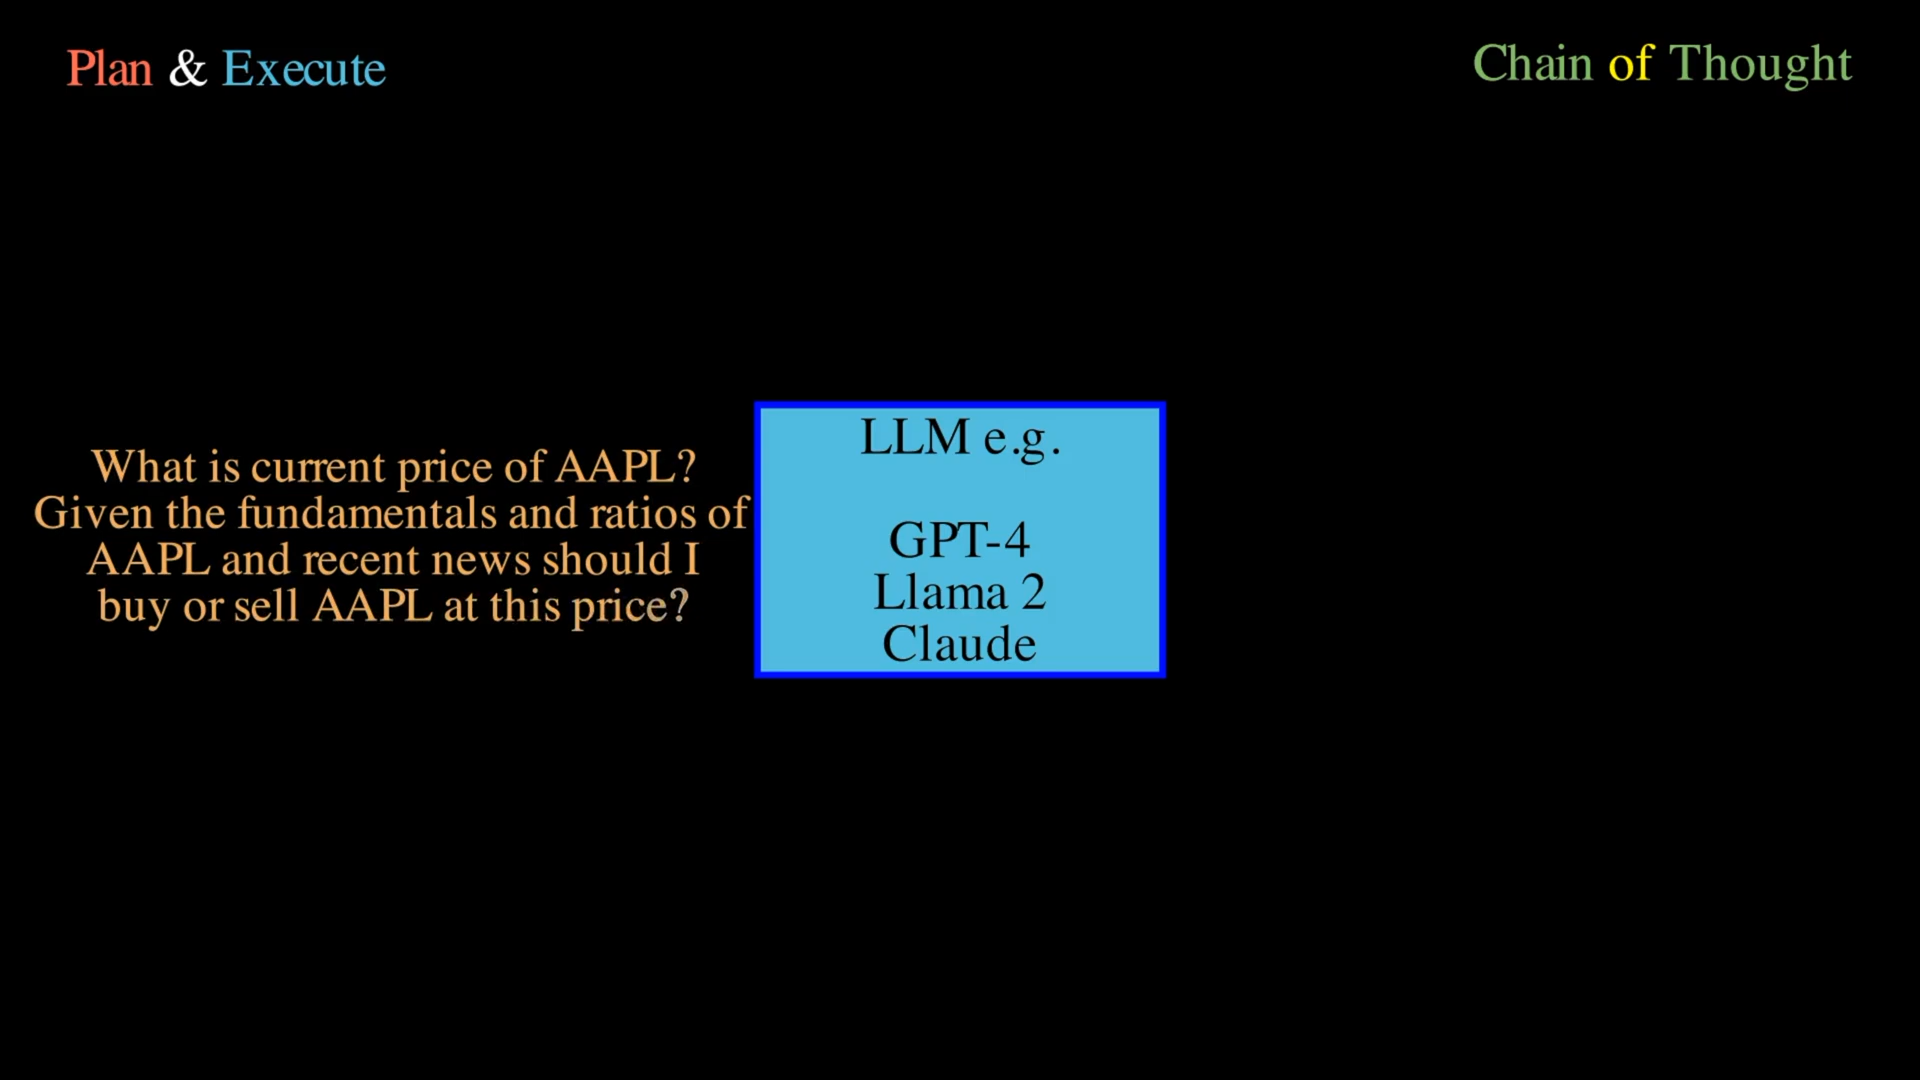 Plan & Execute
Chain of Thought
What is current price of AAPL?
Given the fundamentals and ratios of
AAPL and recent news should I
buy or sell AAPL at this price?
LLM e.g.
GPT-4
Llama 2
Claude